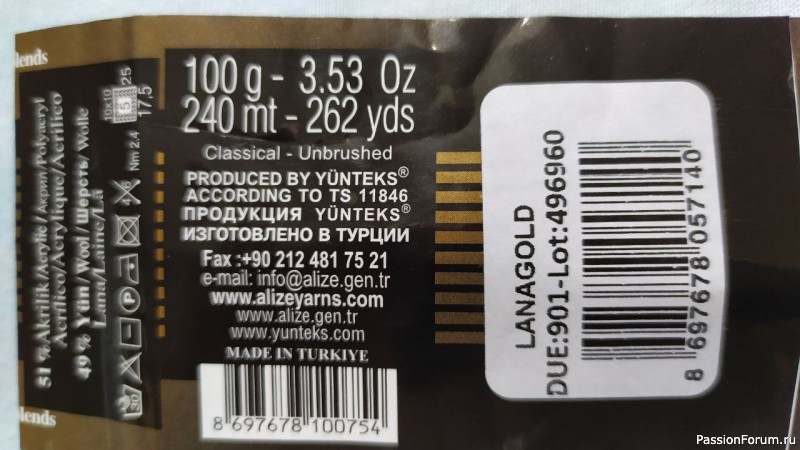 lends
51 % Akrilik/Acrylic/Акрил/Polyacryl
Acrilico/Acrylique/Acrílico
49 % Yün/Wool/Шерсть/Wolle
Lana/Laine/Lã
10x10
25
17,5
Nm 2.4
30
P
lends
100 g - 3.53 Oz
240 mt - 262 yds
Classical - Unbrushed
PRODUCED BY YÜNTEKS®
ACCORDING TO TS 11846
ПРОДУКЦИЯ YÜNTEKS®
ИЗГОТОВЛЕНО В ТУРЦИИ
Fax :+90 212 481 75 21
e-mail: info@alize.gen.tr
www.alizeyarns.com
www.alize.gen.tr
www.yunteks.com
MADE IN TURKIYE
8 697678 100754
LANAGOLD
DUE:901-Lot:496960
8 697678 057140
PassionForum.ru